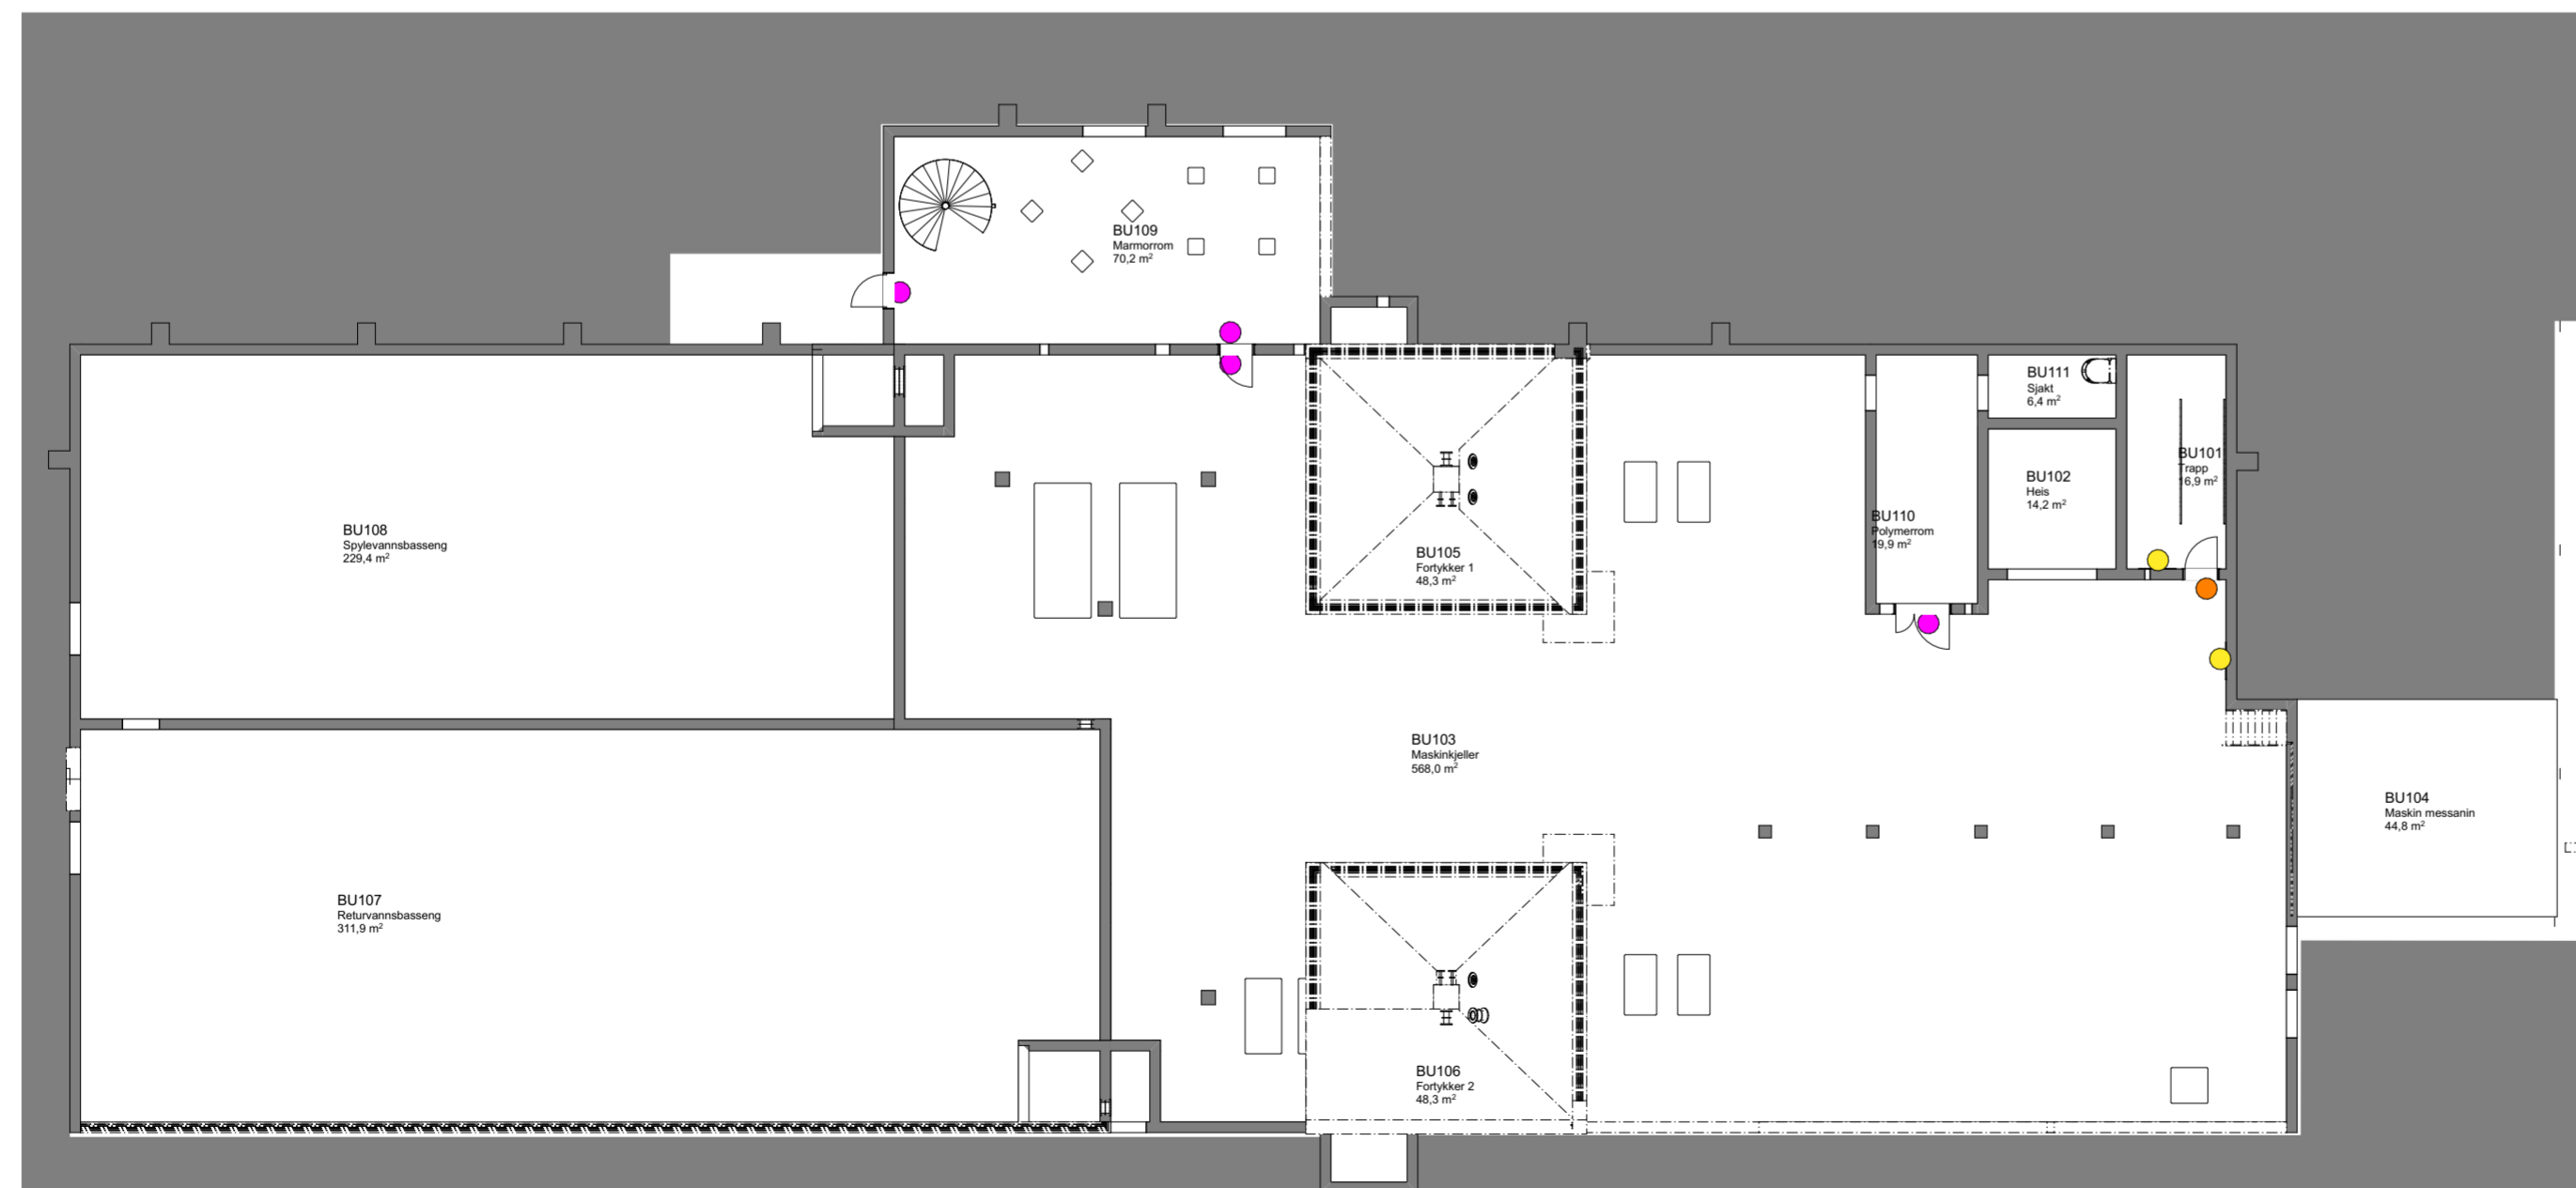 BU109
Marmorrom
70,2 m²
BU111
Sjakt
6,4 m²
BU101
Trapp
16,9 m²
BU102
Heis
14,2 m²
BU110
Polymerrom
19,9 m²
BU108
Spylevannsbasseng
229,4 m²
BU105
Fortykker 1
48,3 m²
BU103
Maskinkjeller
568,0 m²
BU104
Maskin messanin
44,8 m²
BU107
Returvannsbasseng
311,9 m²
BU106
Fortykker 2
48,3 m²